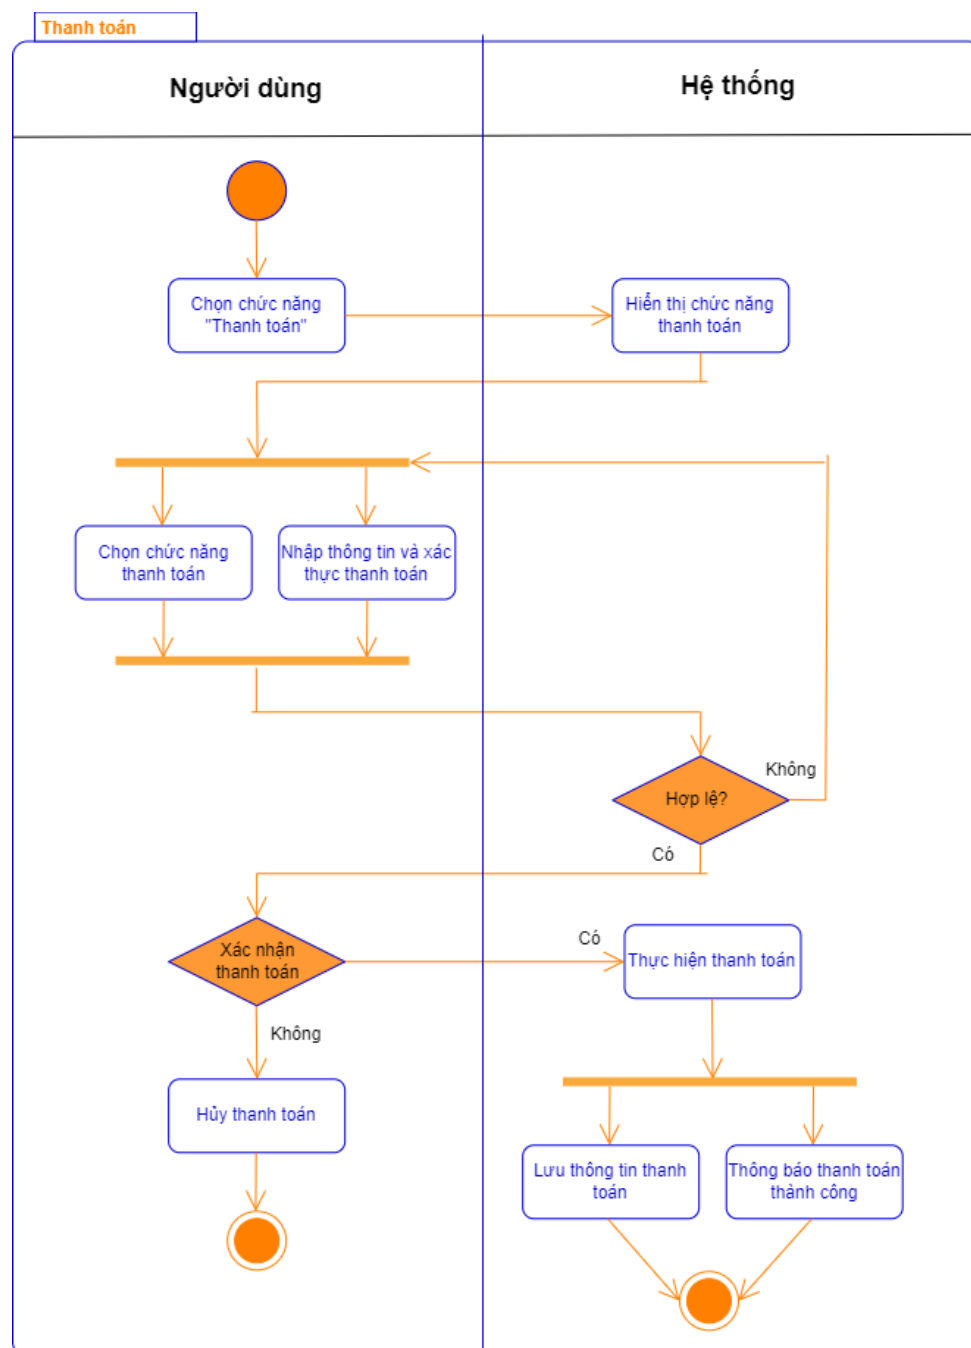 Thanh toán
Người dùng
Hệ thống
Chọn chức năng
"Thanh toán"
Hiển thị chức năng
thanh toán
Chọn chức năng
thanh toán
Nhập thông tin và xác
thực thanh toán
Không
Hợp lệ?
Có
Xác nhận
thanh toán
Có
Thực hiện thanh toán
Không
Hủy thanh toán
Lưu thông tin thanh
toán
Thông báo thanh toán
thành công